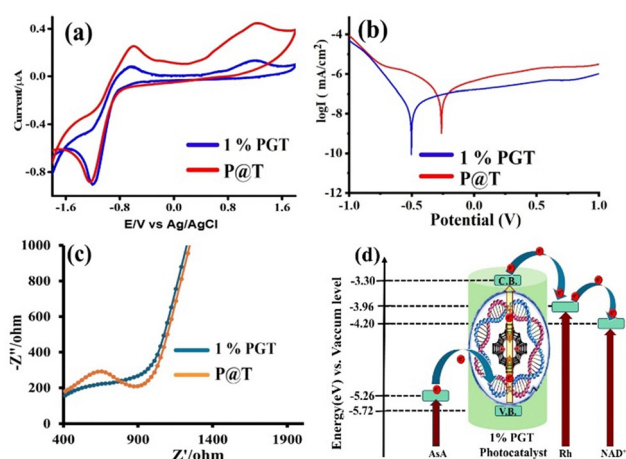 (a)
Current/µA
0.4
0.0
-0.4
-0.8
-1.6 -0.8 0.0 0.8 1.6
E/V vs Ag/AgCl
1 % PGT
P@T
(b)
logI ( mA/cm²)
-4
-6
-8
-10
-12
-1.0 -0.5 0.0 0.5 1.0
Potential (V)
1 % PGT
P@T
(c)
-Z"/ohm
1000
800
600
400
200
0
400 900 1400 1900
Z'/ohm
1 % PGT
P@T
(d)
Energy(eV) vs. Vaccum level
-3.30
-3.96
-4.20
-5.26
-5.72
C.B.
V.B.
AsA
1% PGT
Photocatalyst
Rh
NAD⁺